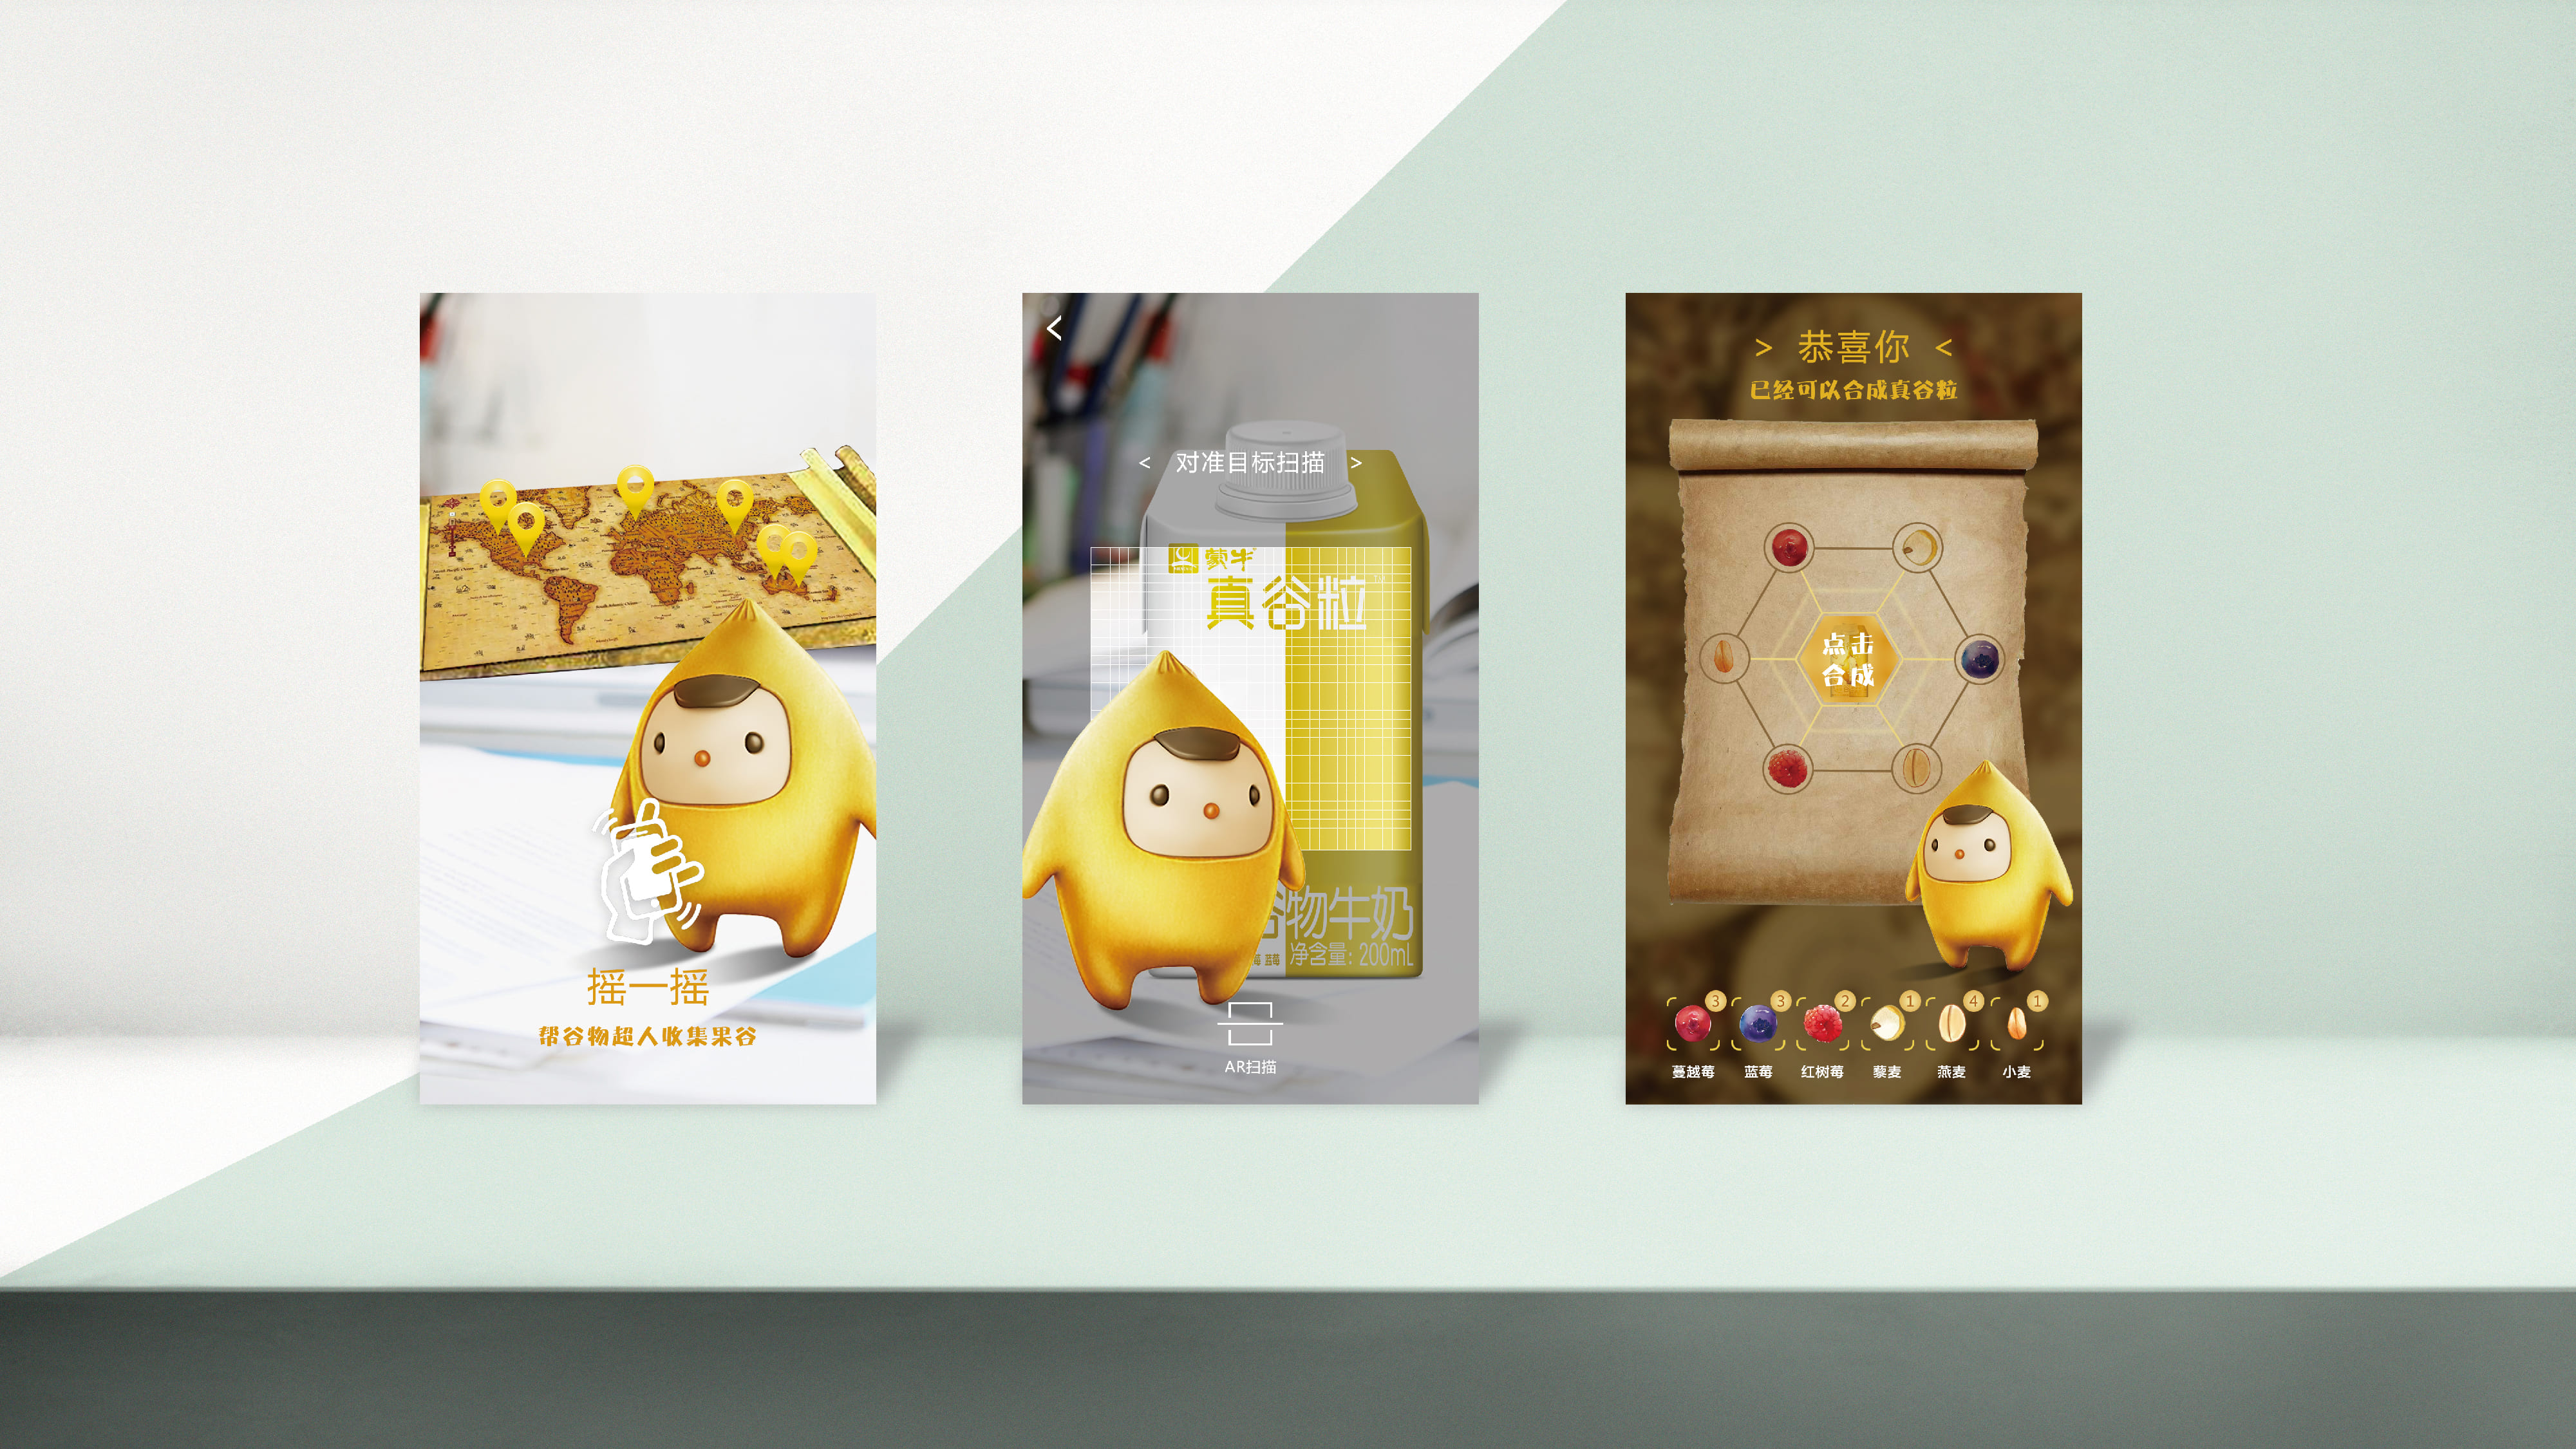 摇一摇
帮谷物超人收集果谷
< 对准目标扫描 >
蒙牛
真谷粒
物牛奶
蓝莓 净含量: 200mL
AR扫描
> 恭喜你 <
已经可以合成真谷粒
点击
合成
3 3 2 1 4 1
蔓越莓 蓝莓 红树莓 藜麦 燕麦 小麦